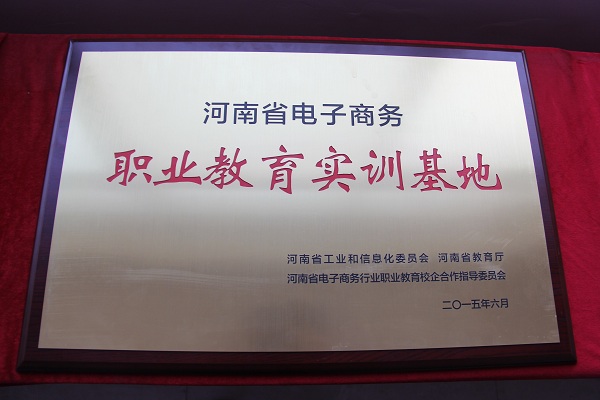 河南省电子商务
职业教育实训基地
河南省工业和信息化委员会 河南省教育厅
河南省电子商务行业职业教育校企合作指导委员会
二〇一五年六月